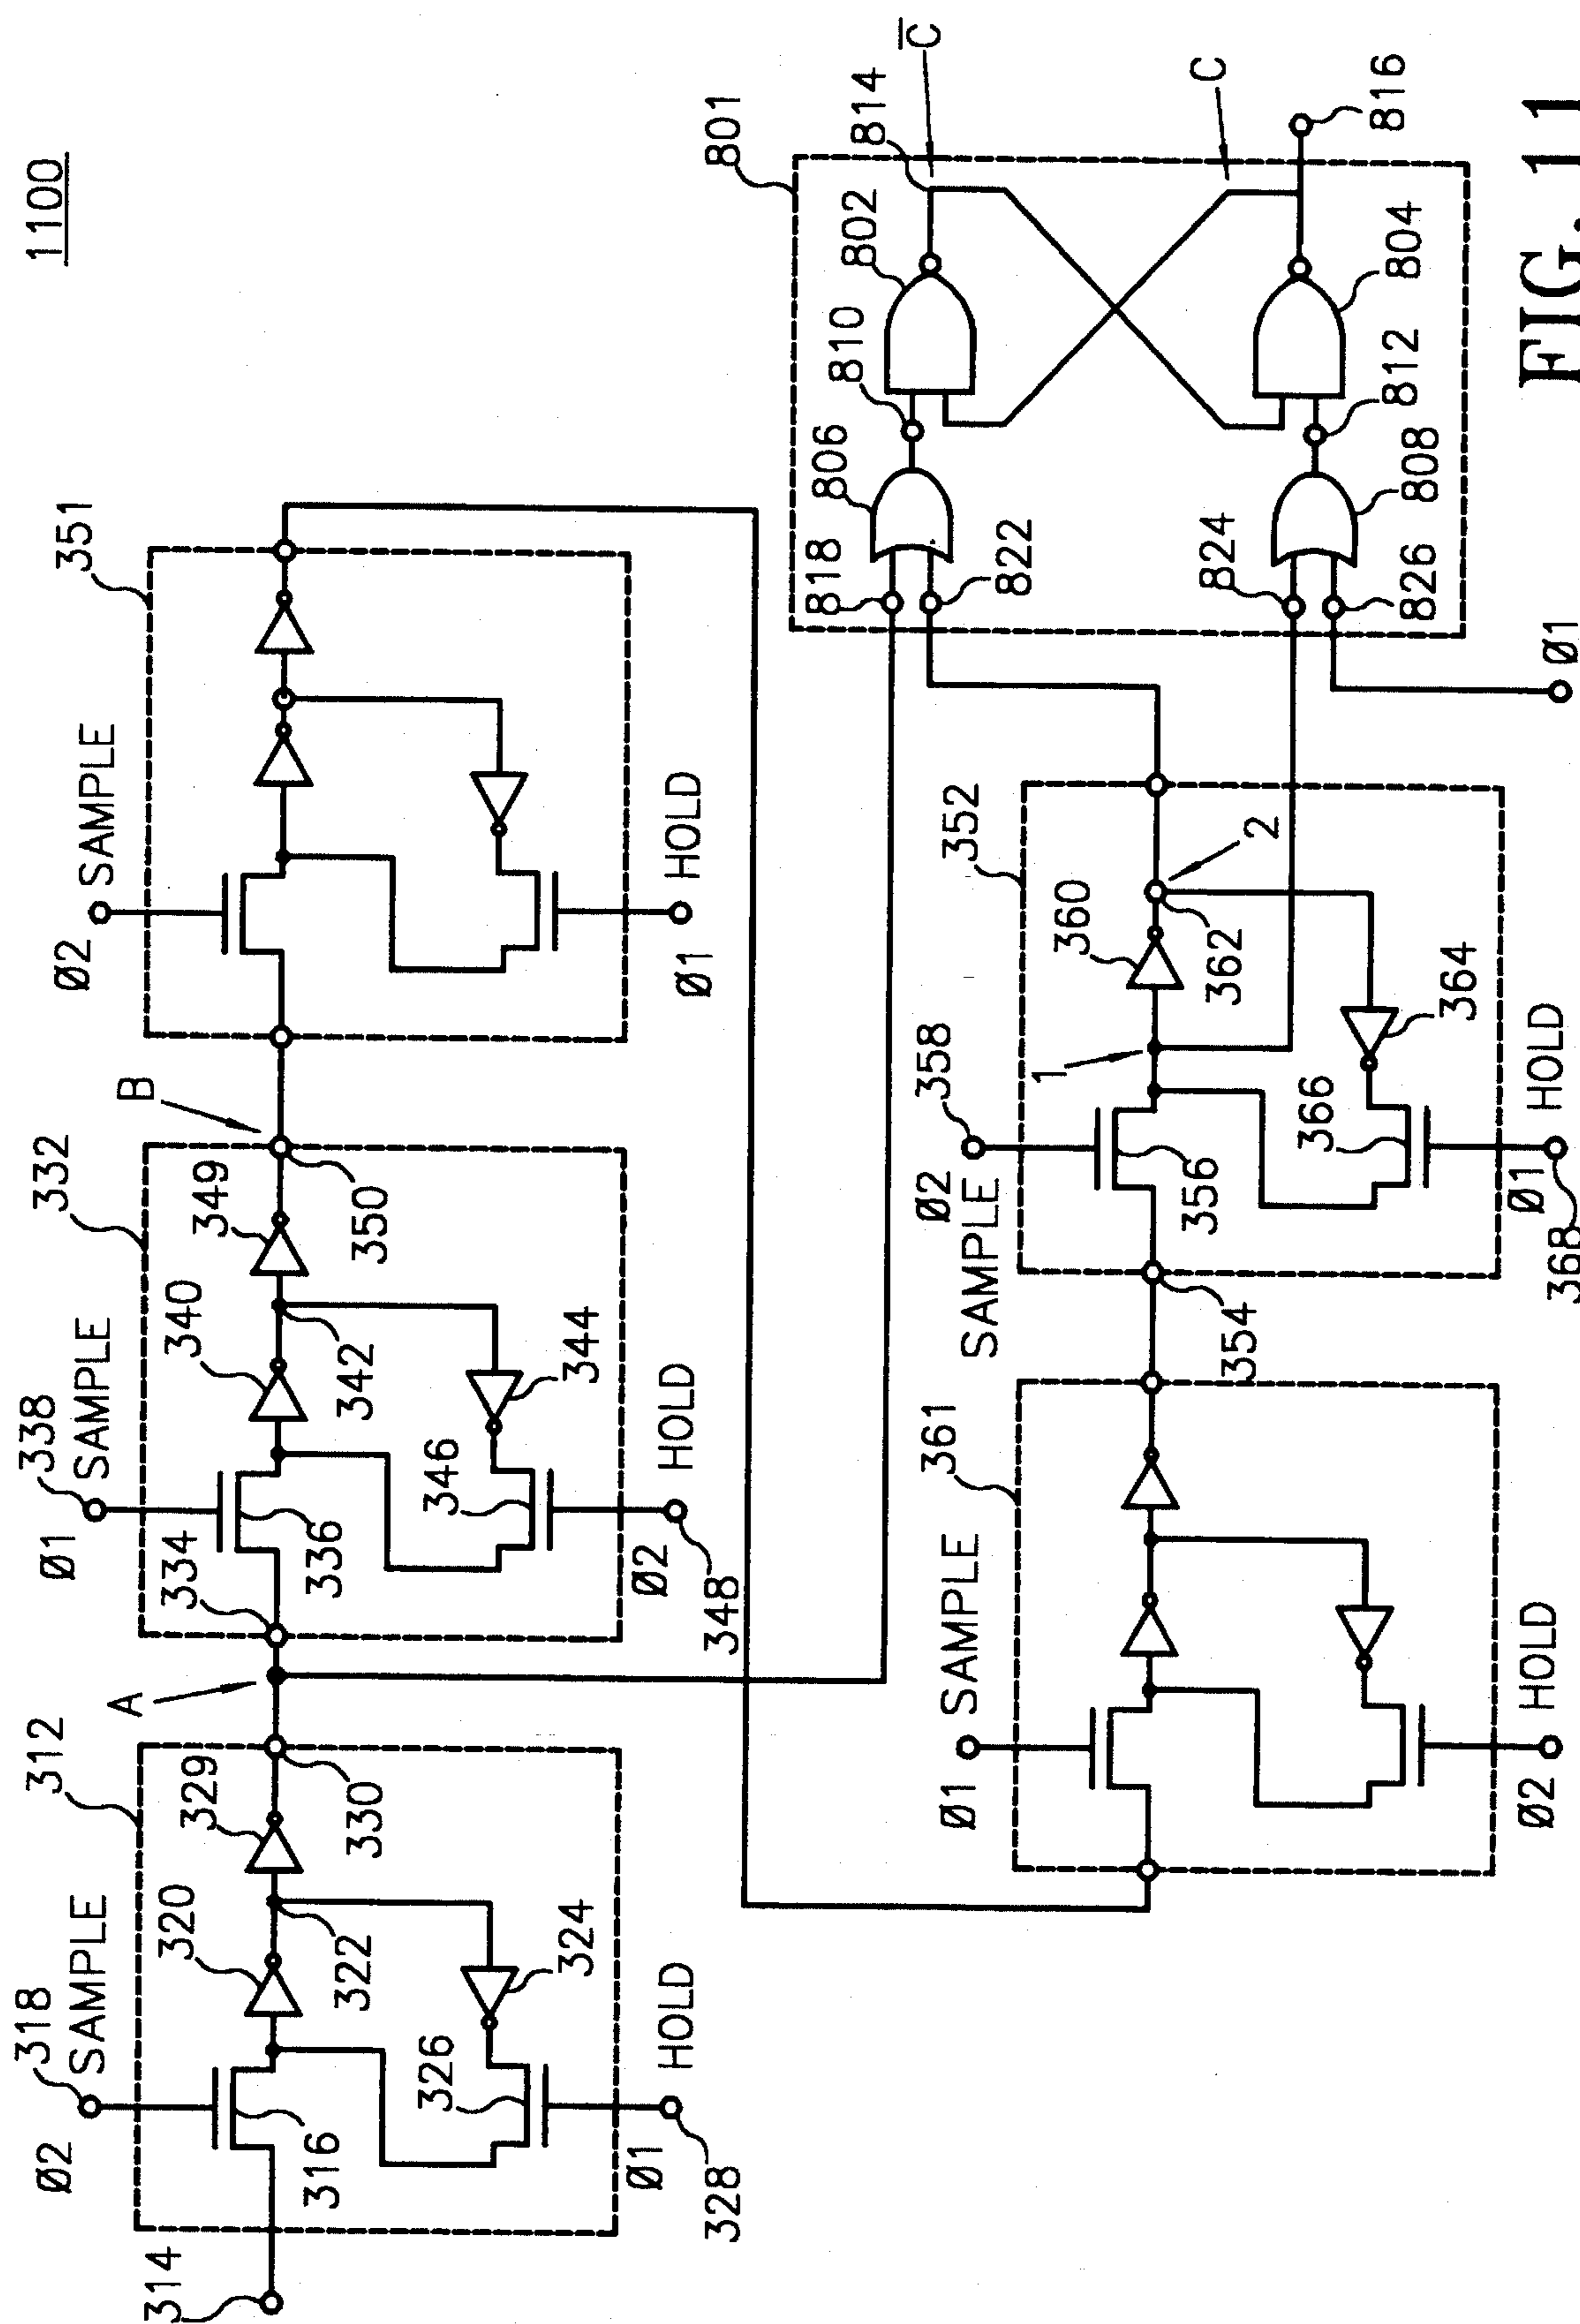 1100
312
318
SAMPLE
Ø2
314
316
320
322
329
330
324
326
Ø1
HOLD
328
A
332
338
SAMPLE
Ø1
334
336
340
342
349
350
344
346
Ø2
HOLD
348
B
351
SAMPLE
Ø2
Ø1
HOLD
361
SAMPLE
Ø1
Ø2
HOLD
352
358
Ø2
SAMPLE
354
356
1
360
362
2
364
366
Ø1
HOLD
368
801
818
822
806
810
802
814
C̅
824
826
808
812
804
C
816
Ø1
FIG. 11